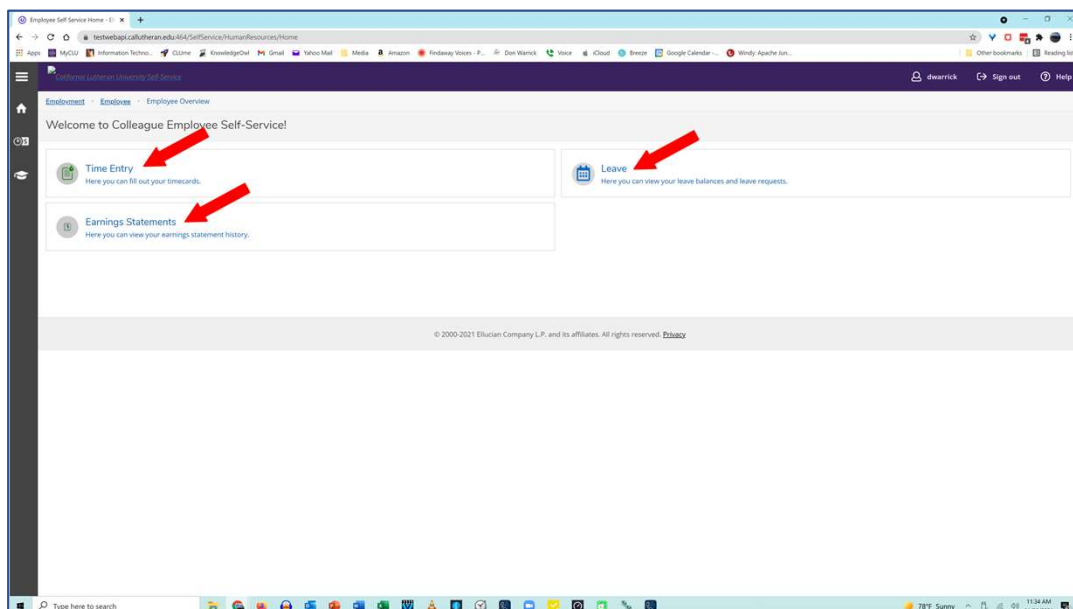 Employee Self Service Home - El
testwebapi.callutheran.edu:464/SelfService/HumanResources/Home
Apps MyCLU Information Techno... CLUme KnowledgeOwl Gmail Yahoo Mail Media Amazon Findaway Voices - P... Don Warrick Voice iCloud Breeze Google Calendar -... Windy: Apache Jun... Other bookmarks Reading list
California Lutheran University Self-Service dwarrick Sign out Help
Employment · Employee · Employee Overview
Welcome to Colleague Employee Self-Service!
Time Entry
Here you can fill out your timecards.
Leave
Here you can view your leave balances and leave requests.
Earnings Statements
Here you can view your earnings statement history.
© 2000-2021 Ellucian Company L.P. and its affiliates. All rights reserved. Privacy
Type here to search 78°F Sunny 11:34 AM